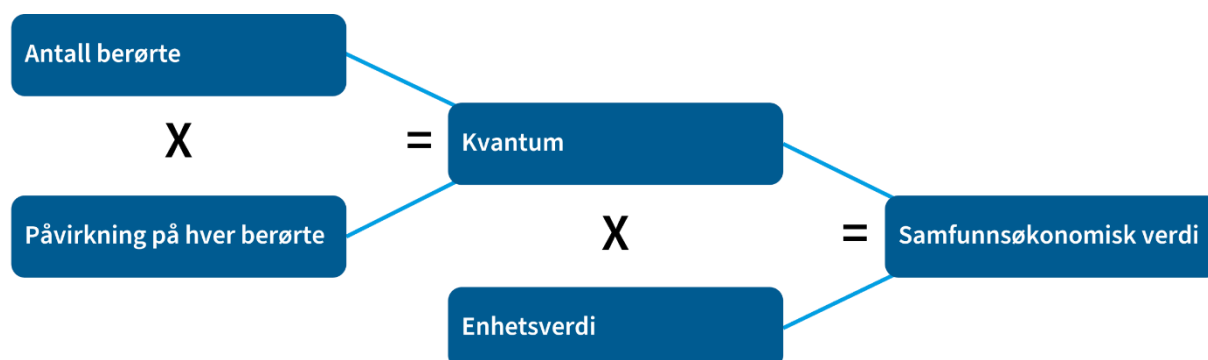 Antall berørte
X
=
Kvantum
Påvirkning på hver berørte
X
=
Samfunnsøkonomisk verdi
Enhetsverdi